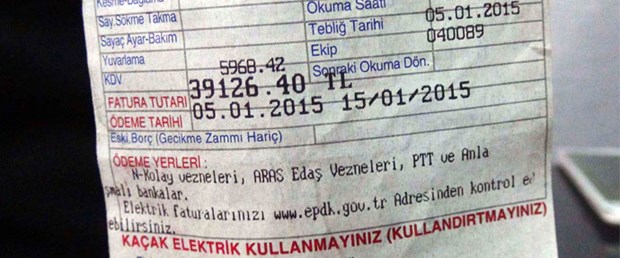 Kesme-Bağlama
Okuma Saati
Say.Sökme Takma
05.01.2015
Sayaç Ayar-Bakım
Tebliğ Tarihi
040089
Yuvarlama
Ekip
KDV
5968.42
Sonraki Okuma Dön.
FATURA TUTARI
39126.40 TL
ÖDEME TARİHİ
05.01.2015 15/01/2015
Eski Borç (Gecikme Zammı Hariç)
ÖDEME YERLERİ :
N-Kolay vezneleri, ARAS Edaş Vezneleri, PTT ve Anla
şmalı bankalar.
Elektrik faturalarınızı www.epdk.gov.tr Adresinden kontrol ed
ebilirsiniz.
KAÇAK ELEKTRİK KULLANMAYINIZ (KULLANDIRTMAYINIZ)